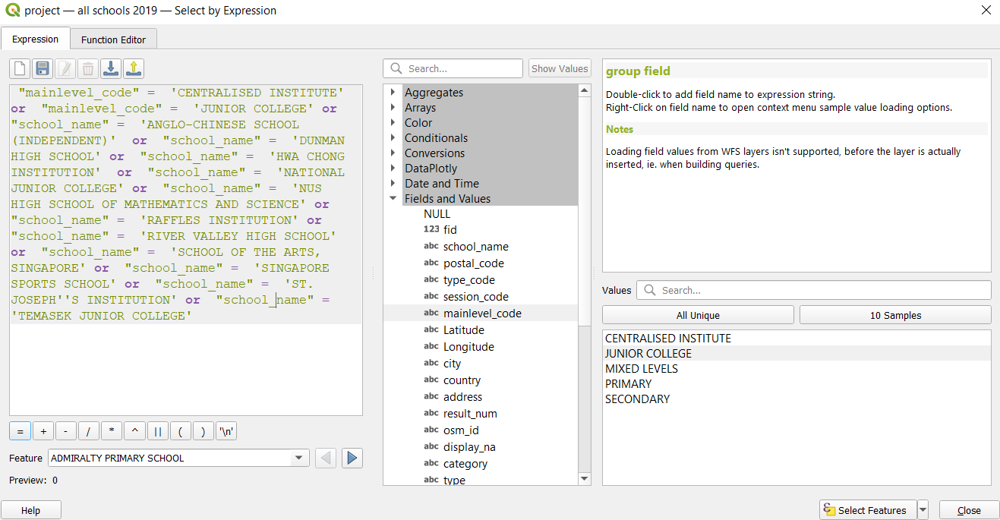 project — all schools 2019 — Select by Expression
Expression
Function Editor
"mainlevel_code" = 'CENTRALISED INSTITUTE'
or "mainlevel_code" = 'JUNIOR COLLEGE' or
"school_name" = 'ANGLO-CHINESE SCHOOL
(INDEPENDENT)' or "school_name" = 'DUNMAN
HIGH SCHOOL' or "school_name" = 'HWA CHONG
INSTITUTION' or "school_name" = 'NATIONAL
JUNIOR COLLEGE' or "school_name" = 'NUS
HIGH SCHOOL OF MATHEMATICS AND SCIENCE' or
"school_name" = 'RAFFLES INSTITUTION' or
"school_name" = 'RIVER VALLEY HIGH SCHOOL'
or "school_name" = 'SCHOOL OF THE ARTS,
SINGAPORE' or "school_name" = 'SINGAPORE
SPORTS SCHOOL' or "school_name" = 'ST.
JOSEPH''S INSTITUTION' or "school_name" =
'TEMASEK JUNIOR COLLEGE'
= + - / * ^ || ( ) '\n'
Feature ADMIRALTY PRIMARY SCHOOL
Preview: 0
Help
Search...
Show Values
Aggregates
Arrays
Color
Conditionals
Conversions
DataPlotly
Date and Time
Fields and Values
NULL
123 fid
abc school_name
abc postal_code
abc type_code
abc session_code
abc mainlevel_code
abc Latitude
abc Longitude
abc city
abc country
abc address
abc result_num
abc osm_id
abc display_na
abc category
abc type
group field
Double-click to add field name to expression string.
Right-Click on field name to open context menu sample value loading options.
Notes
Loading field values from WFS layers isn't supported, before the layer is actually
inserted, ie. when building queries.
Values Search...
All Unique
10 Samples
CENTRALISED INSTITUTE
JUNIOR COLLEGE
MIXED LEVELS
PRIMARY
SECONDARY
Select Features
Close